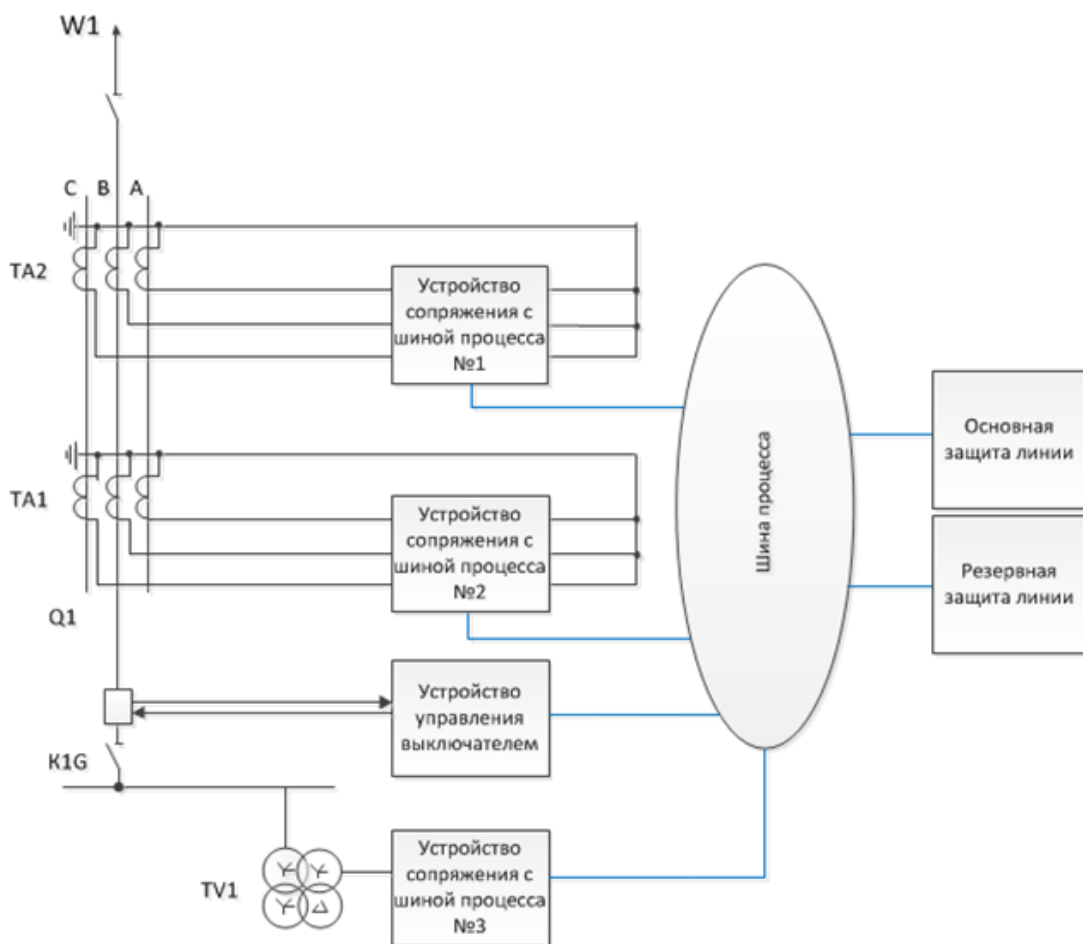 W1
C B A
TA2
Устройство
сопряжения с
шиной процесса
№1
TA1
Устройство
сопряжения с
шиной процесса
№2
Q1
Устройство
управления
выключателем
K1G
TV1
Устройство
сопряжения с
шиной процесса
№3
Шина процесса
Основная
защита линии
Резервная
защита линии